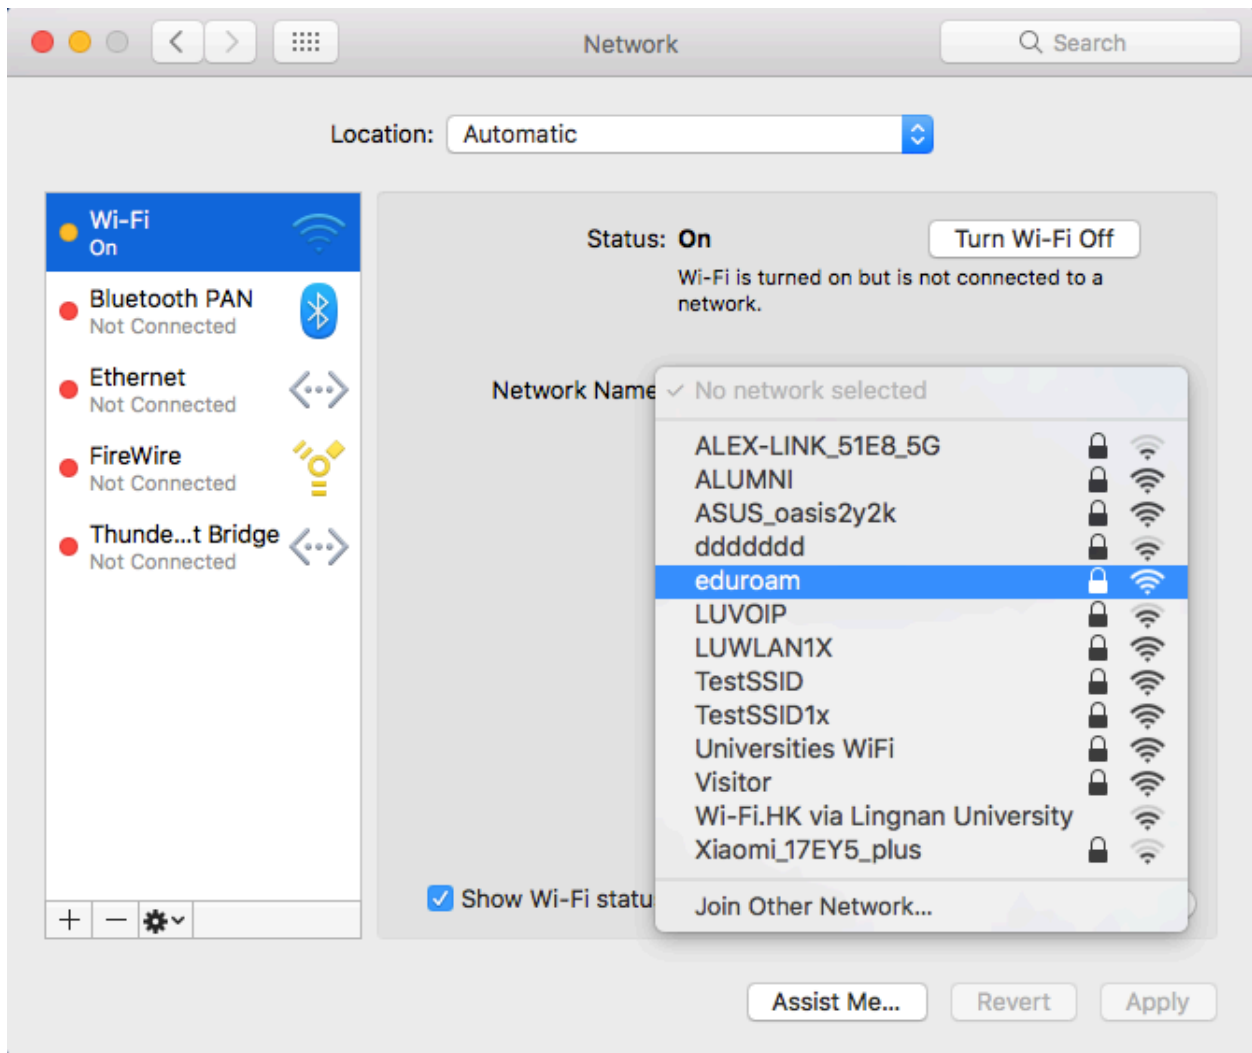 Network
Search
Location: Automatic
Wi-Fi
On
Bluetooth PAN
Not Connected
Ethernet
Not Connected
FireWire
Not Connected
Thunde...t Bridge
Not Connected
Status: On
Turn Wi-Fi Off
Wi-Fi is turned on but is not connected to a
network.
Network Name
No network selected
ALEX-LINK_51E8_5G
ALUMNI
ASUS_oasis2y2k
ddddddd
eduroam
LUVOIP
LUWLAN1X
TestSSID
TestSSID1x
Universities WiFi
Visitor
Wi-Fi.HK via Lingnan University
Xiaomi_17EY5_plus
Join Other Network...
Show Wi-Fi statu
Assist Me...
Revert
Apply